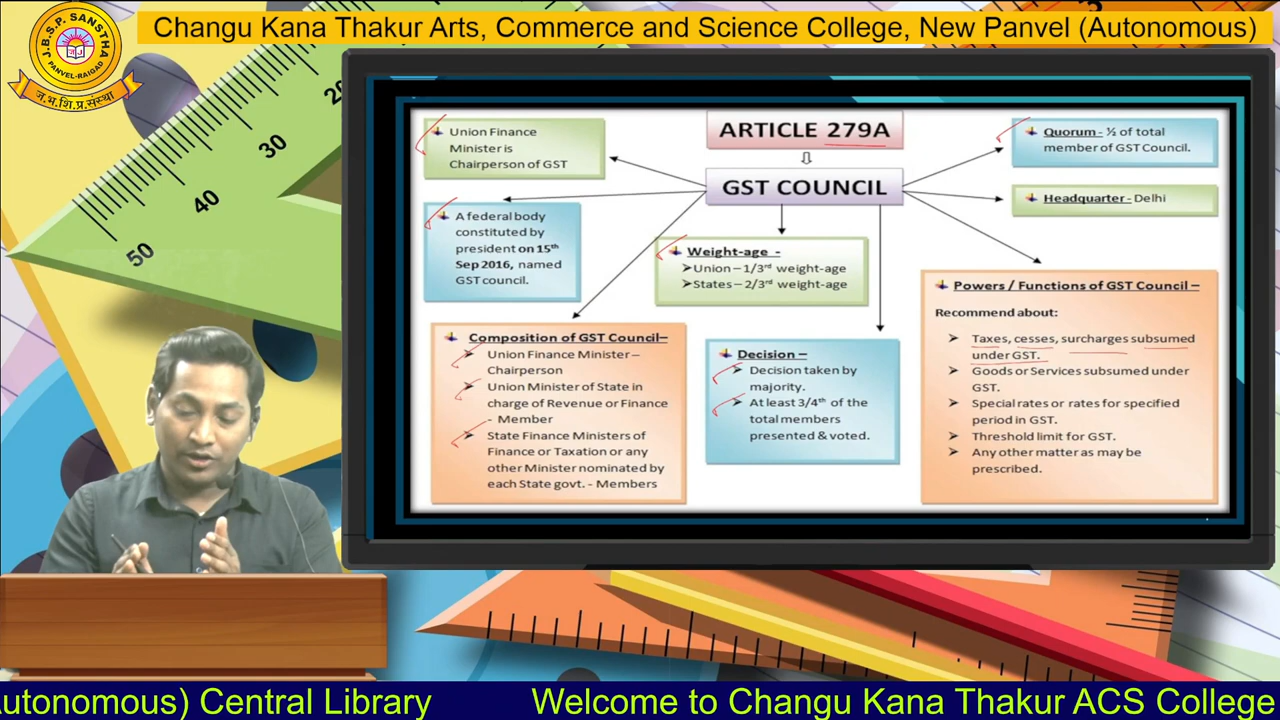 Changu Kana Thakur Arts, Commerce and Science College, New Panvel (Autonomous)
J.B.S.P. SANSTHA
PANVEL-RAIGAD
ज.भ.शि.प्र.संस्था
20
30
40
50
3
ARTICLE 279A
GST COUNCIL
Union Finance
Minister is
Chairperson of GST
A federal body
constituted by
president on 15th
Sep 2016, named
GST council.
Weight-age -
Union – 1/3rd weight-age
States – 2/3rd weight-age
Quorum - ½ of total
member of GST Council.
Headquarter - Delhi
Composition of GST Council–
Union Finance Minister –
Chairperson
Union Minister of State in
charge of Revenue or Finance
- Member
State Finance Ministers of
Finance or Taxation or any
other Minister nominated by
each State govt. - Members
Decision –
Decision taken by
majority.
At least 3/4th of the
total members
presented & voted.
Powers / Functions of GST Council –
Recommend about:
Taxes, cesses, surcharges subsumed
under GST.
Goods or Services subsumed under
GST.
Special rates or rates for specified
period in GST.
Threshold limit for GST.
Any other matter as may be
prescribed.
utonomous) Central Library Welcome to Changu Kana Thakur ACS College